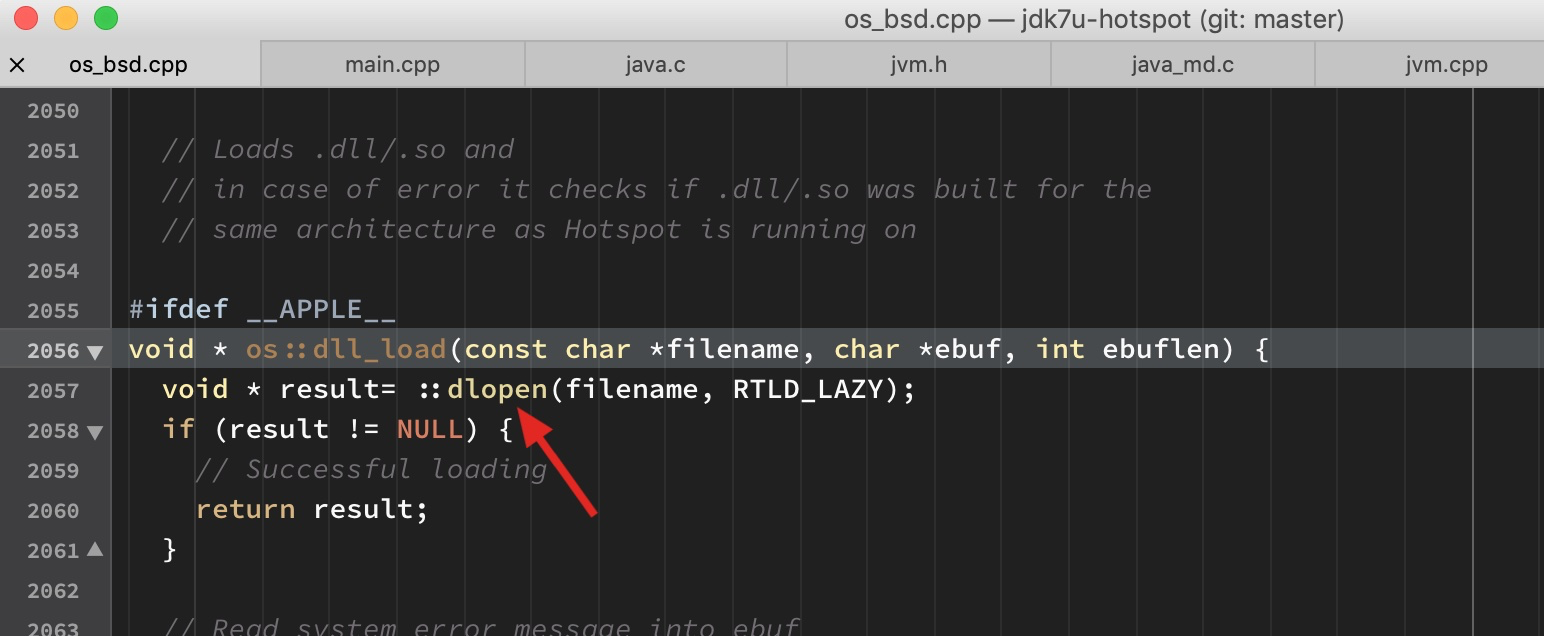 os_bsd.cpp — jdk7u-hotspot (git: master)
× os_bsd.cpp main.cpp java.c jvm.h java_md.c jvm.cpp
2050
2051 // Loads .dll/.so and
2052 // in case of error it checks if .dll/.so was built for the
2053 // same architecture as Hotspot is running on
2054
2055 #ifdef __APPLE__
2056 void * os::dll_load(const char *filename, char *ebuf, int ebuflen) {
2057 void * result= ::dlopen(filename, RTLD_LAZY);
2058 if (result != NULL) {
2059 // Successful loading
2060 return result;
2061 }
2062
2063 // Read system error message into ebuf